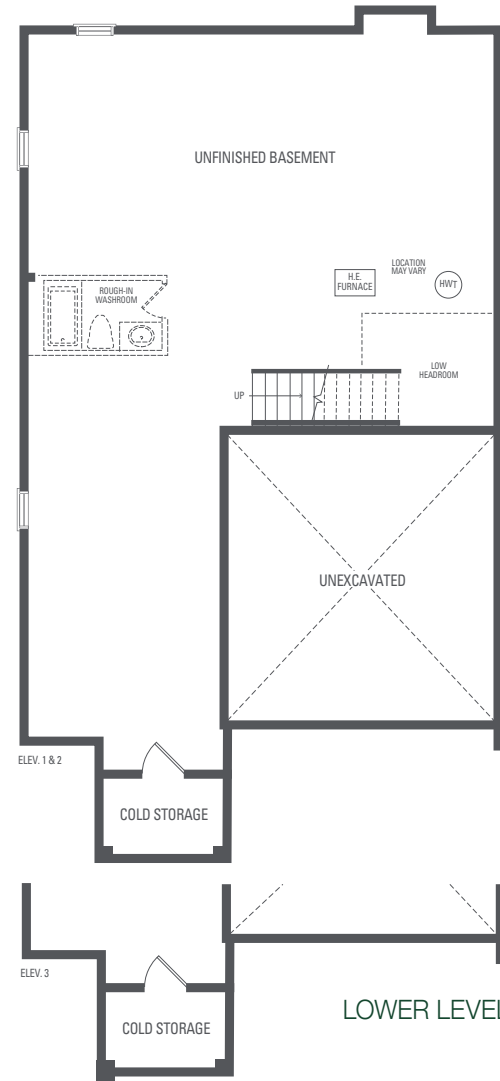 UNFINISHED BASEMENT
LOCATION
MAY VARY
H.E.
FURNACE
HWT
ROUGH-IN
WASHROOM
LOW
HEADROOM
UP
UNEXCAVATED
ELEV. 1 & 2
COLD STORAGE
ELEV. 3
LOWER LEVEL
COLD STORAGE